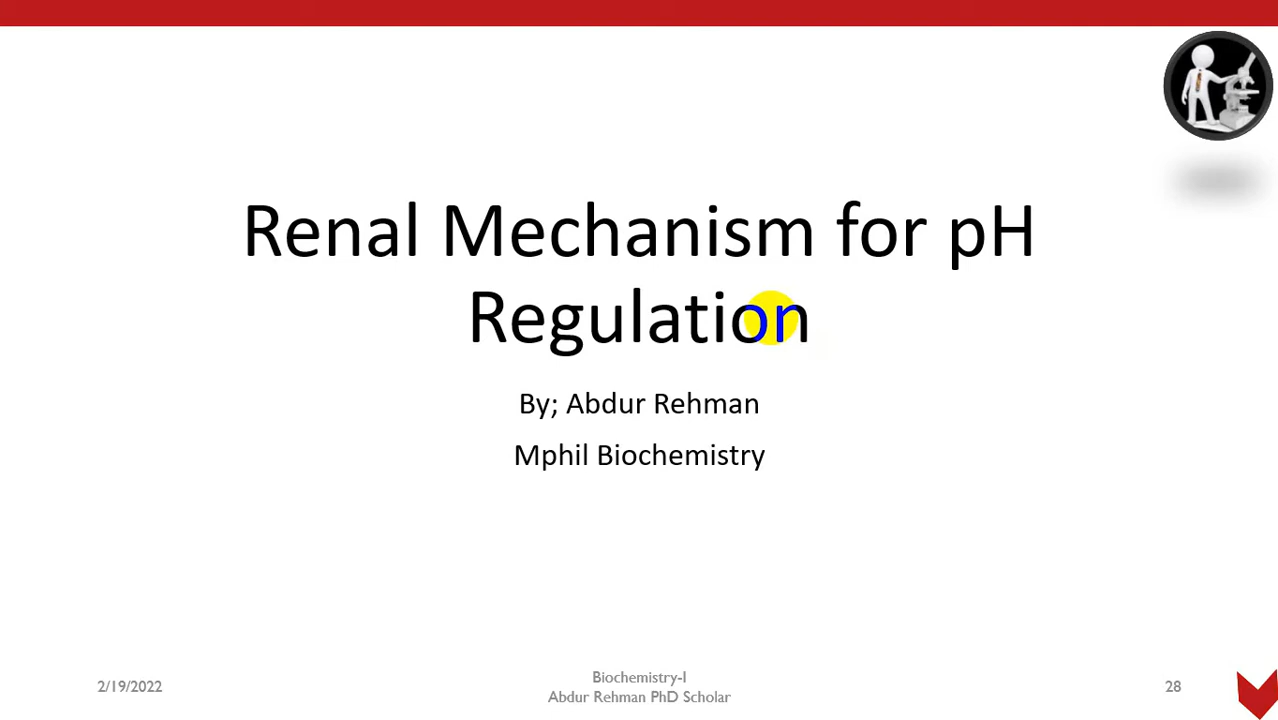 Renal Mechanism for pH
Regulation
By; Abdur Rehman
Mphil Biochemistry
2/19/2022
Biochemistry-I
Abdur Rehman PhD Scholar
28